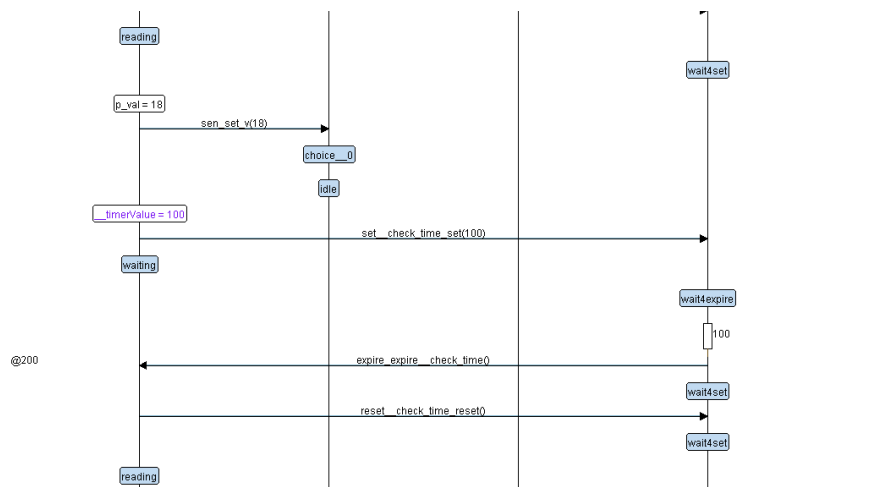 reading
wait4set
p_val = 18
sen_set_v(18)
choice__0
idle
__timerValue = 100
set__check_time_set(100)
waiting
wait4expire
100
@200
expire_expire__check_time()
wait4set
reset__check_time_reset()
wait4set
reading